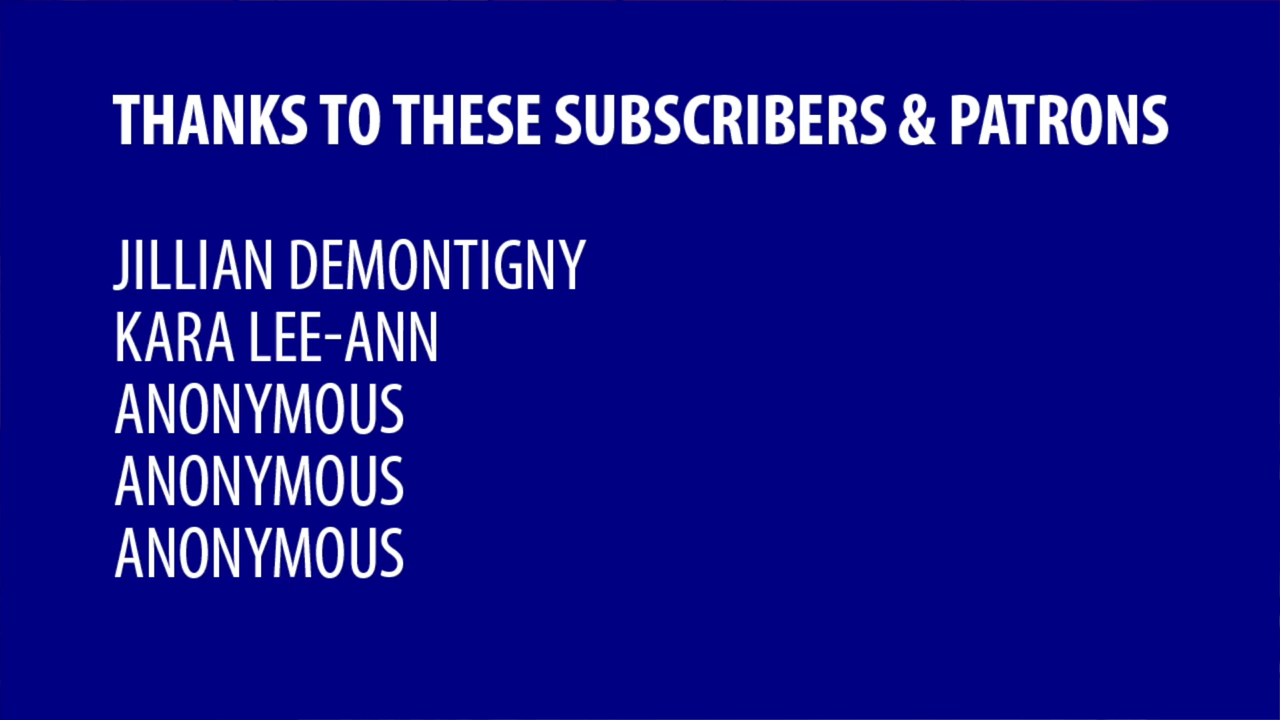 THANKS TO THESE SUBSCRIBERS & PATRONS
JILLIAN DEMONTIGNY
KARA LEE-ANN
ANONYMOUS
ANONYMOUS
ANONYMOUS